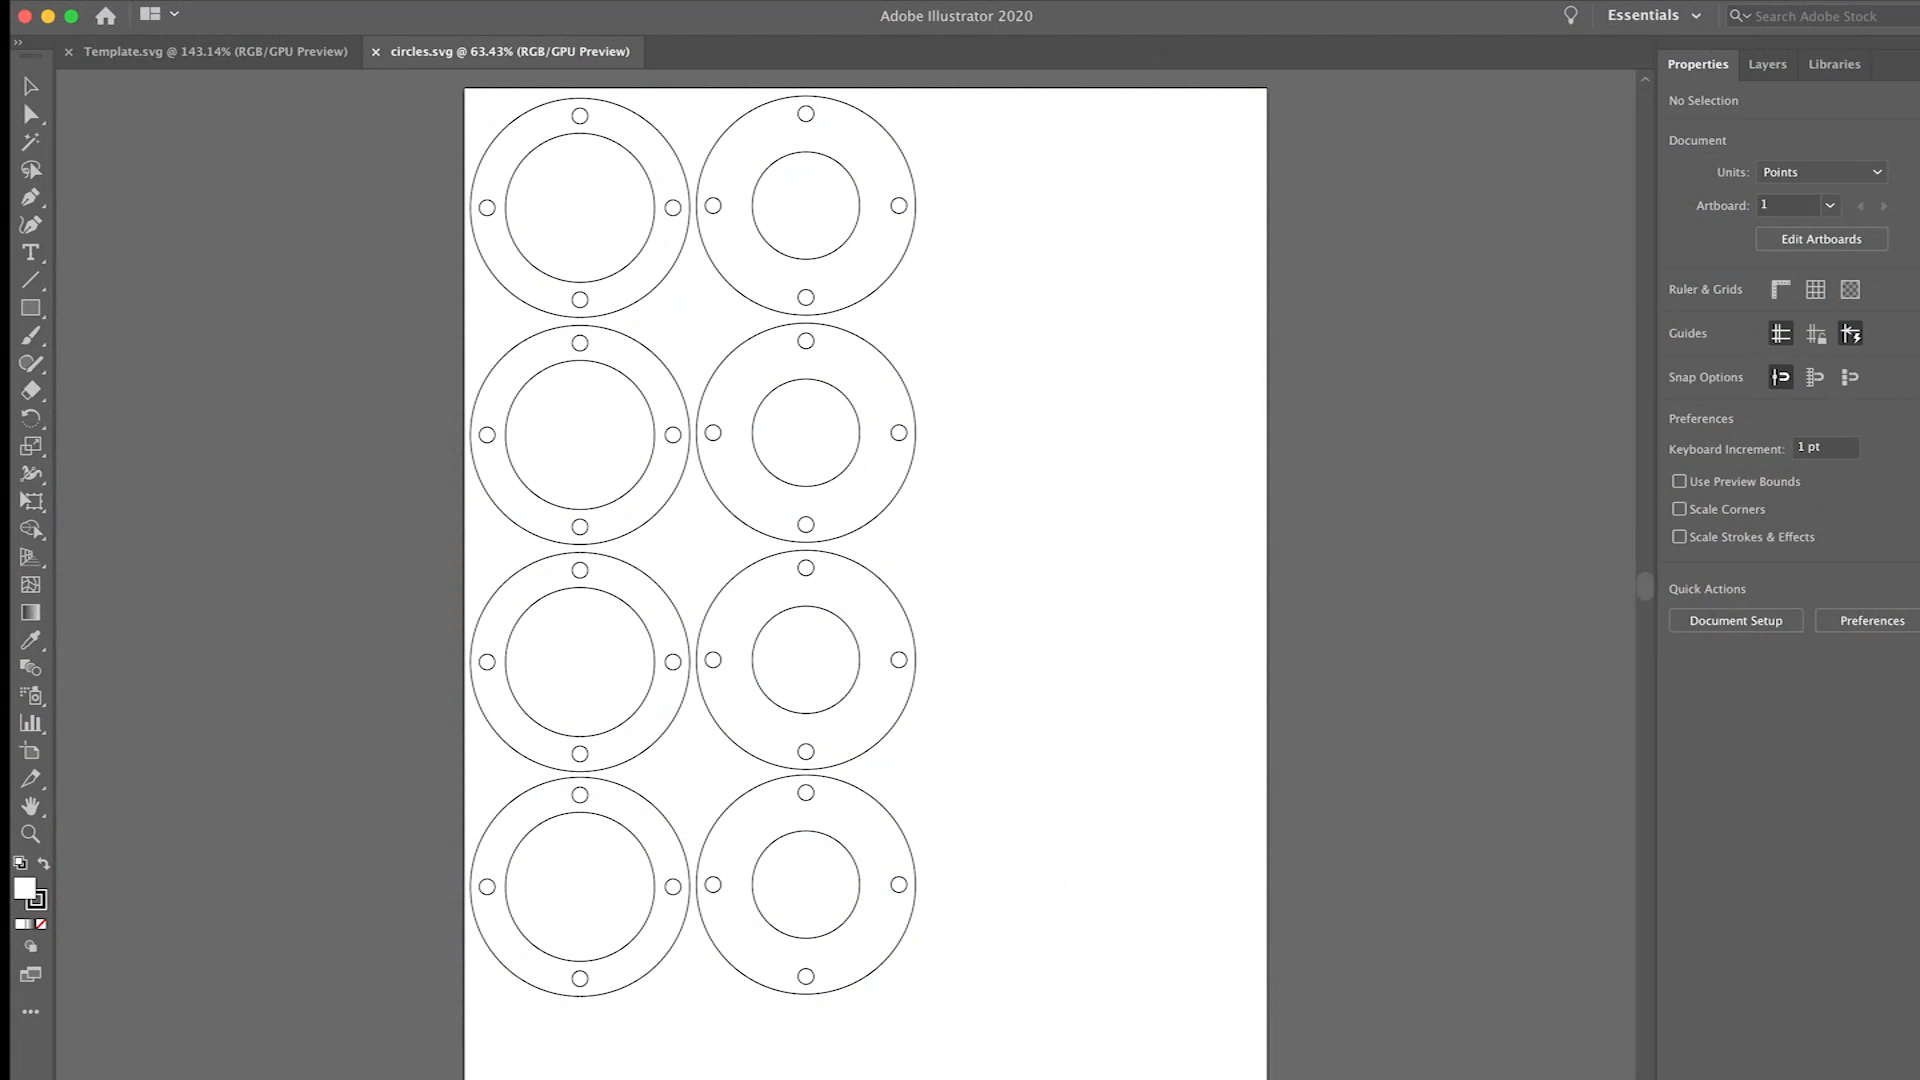 Adobe Illustrator 2020
Essentials
Search Adobe Stock
Template.svg @ 143.14% (RGB/GPU Preview)
circles.svg @ 63.43% (RGB/GPU Preview)
Properties
Layers
Libraries
No Selection
Document
Units: Points
Artboard: 1
Edit Artboards
Ruler & Grids
Guides
Snap Options
Preferences
Keyboard Increment: 1 pt
Use Preview Bounds
Scale Corners
Scale Strokes & Effects
Quick Actions
Document Setup
Preferences